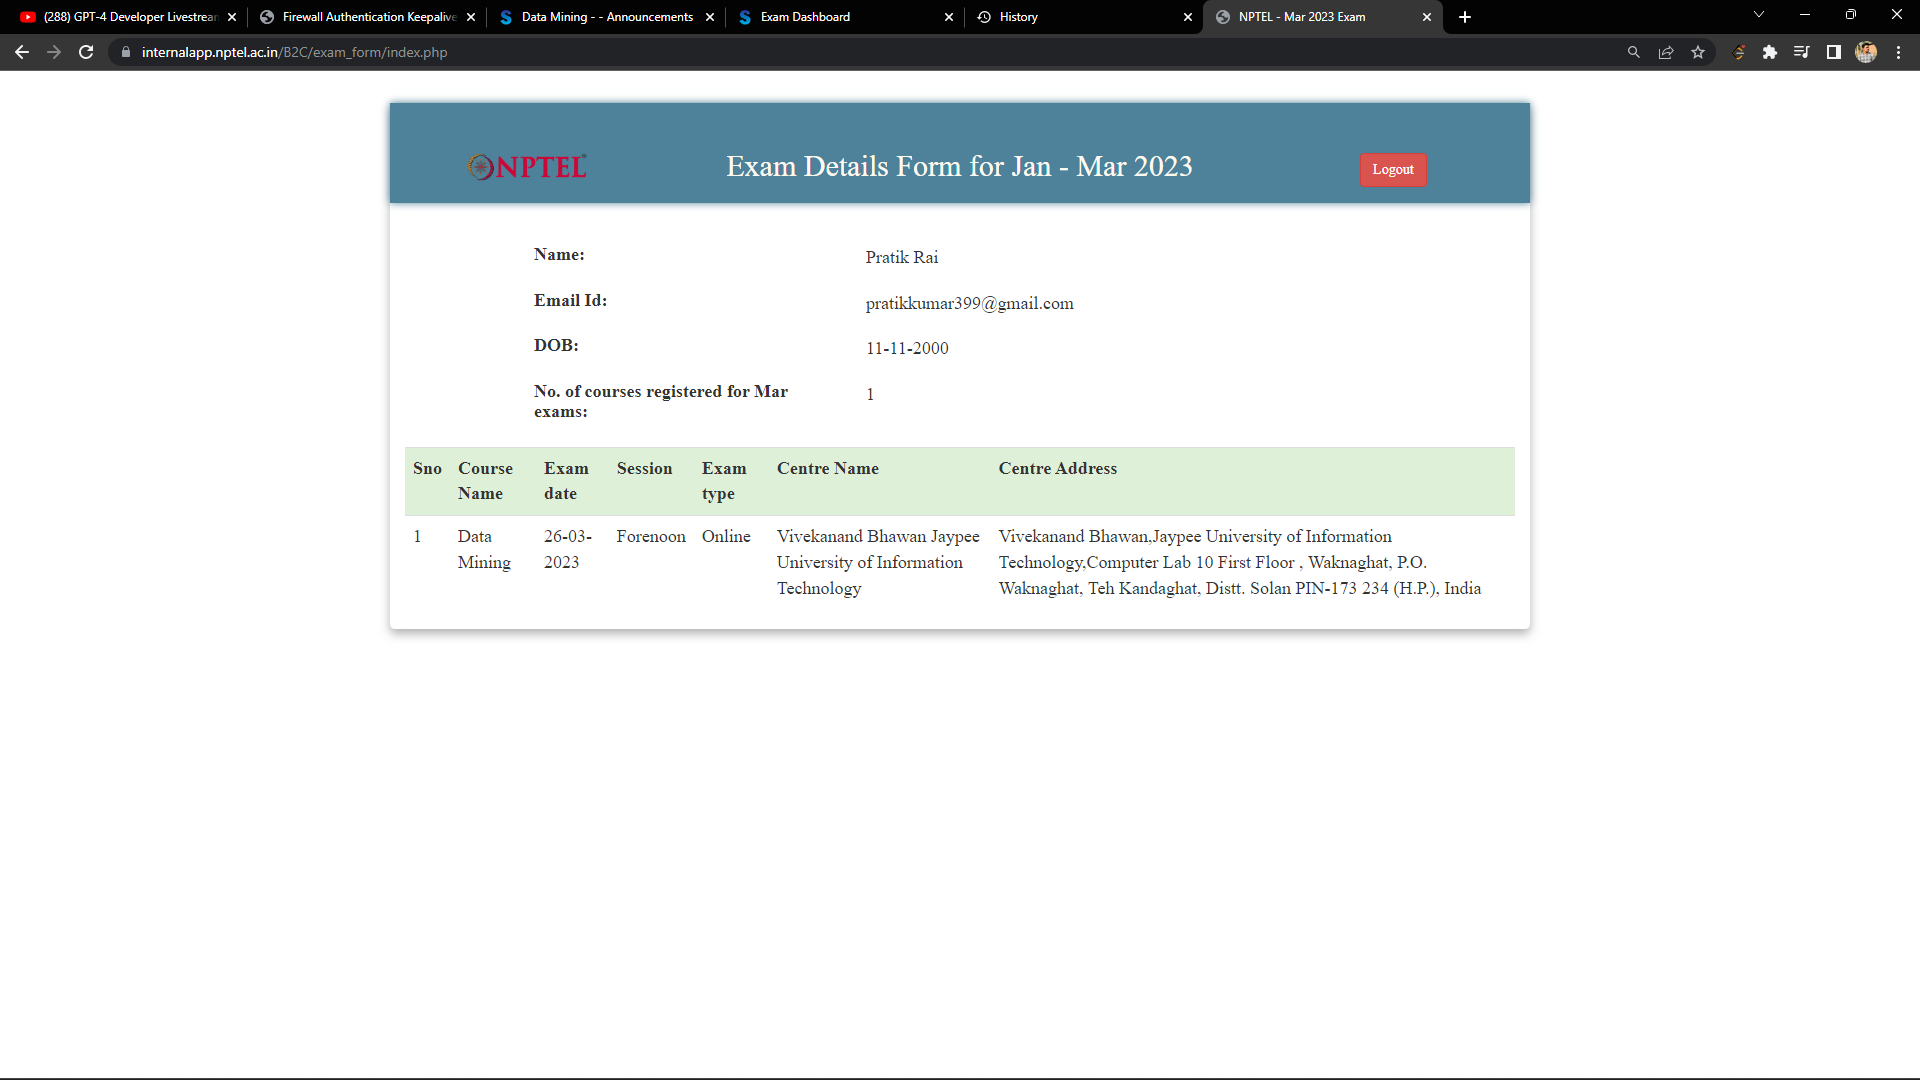 (288) GPT-4 Developer Livestrea
Firewall Authentication Keepalive
Data Mining - - Announcements
Exam Dashboard
History
NPTEL - Mar 2023 Exam
internalapp.nptel.ac.in/B2C/exam_form/index.php
NPTEL
Exam Details Form for Jan - Mar 2023
Logout
Name:
Pratik Rai
Email Id:
pratikkumar399@gmail.com
DOB:
11-11-2000
No. of courses registered for Mar
exams:
1
Sno
Course
Name
Exam
date
Session
Exam
type
Centre Name
Centre Address
1
Data
Mining
26-03-
2023
Forenoon
Online
Vivekanand Bhawan Jaypee
University of Information
Technology
Vivekanand Bhawan,Jaypee University of Information
Technology,Computer Lab 10 First Floor , Waknaghat, P.O.
Waknaghat, Teh Kandaghat, Distt. Solan PIN-173 234 (H.P.), India